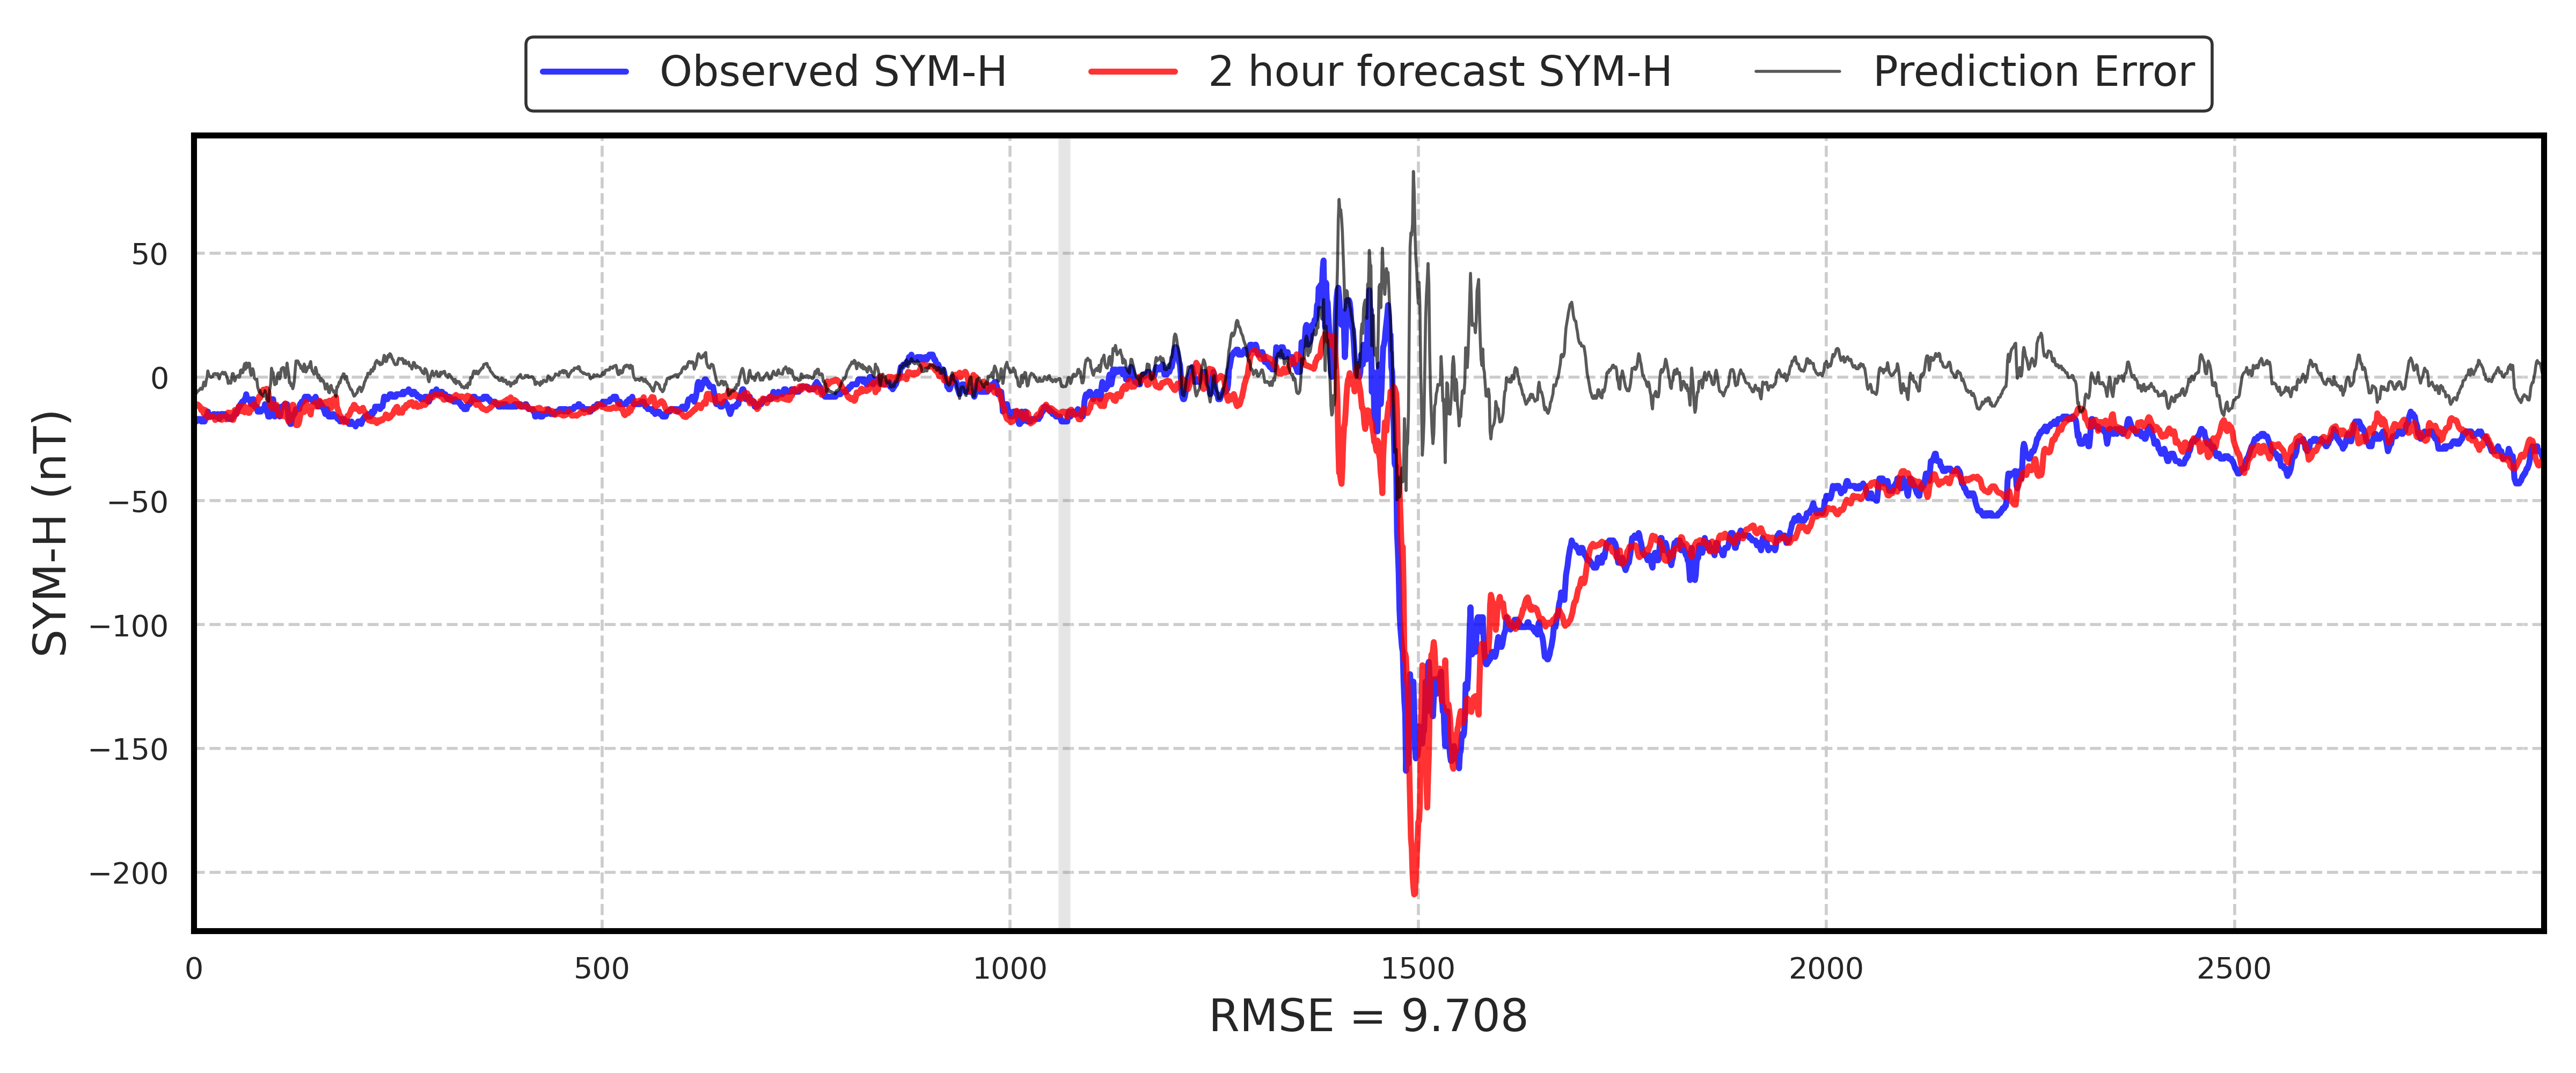 Observed SYM-H 2 hour forecast SYM-H Prediction Error
SYM-H (nT)
50
0
−50
−100
−150
−200
0 500 1000 1500 2000 2500
RMSE = 9.708